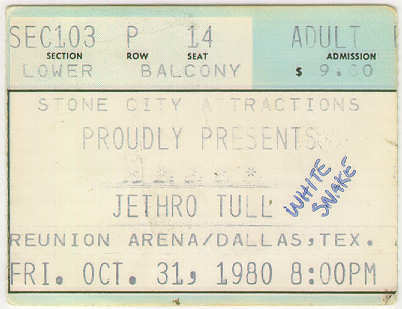 SEC103 P 14 ADULT
SECTION ROW SEAT ADMISSION
LOWER BALCONY $ 9.00
STONE CITY ATTRACTIONS
PROUDLY PRESENTS
* * * * *
JETHRO TULL
WHITE
SNAKE
REUNION ARENA/DALLAS,TEX.
FRI. OCT. 31, 1980 8:00PM